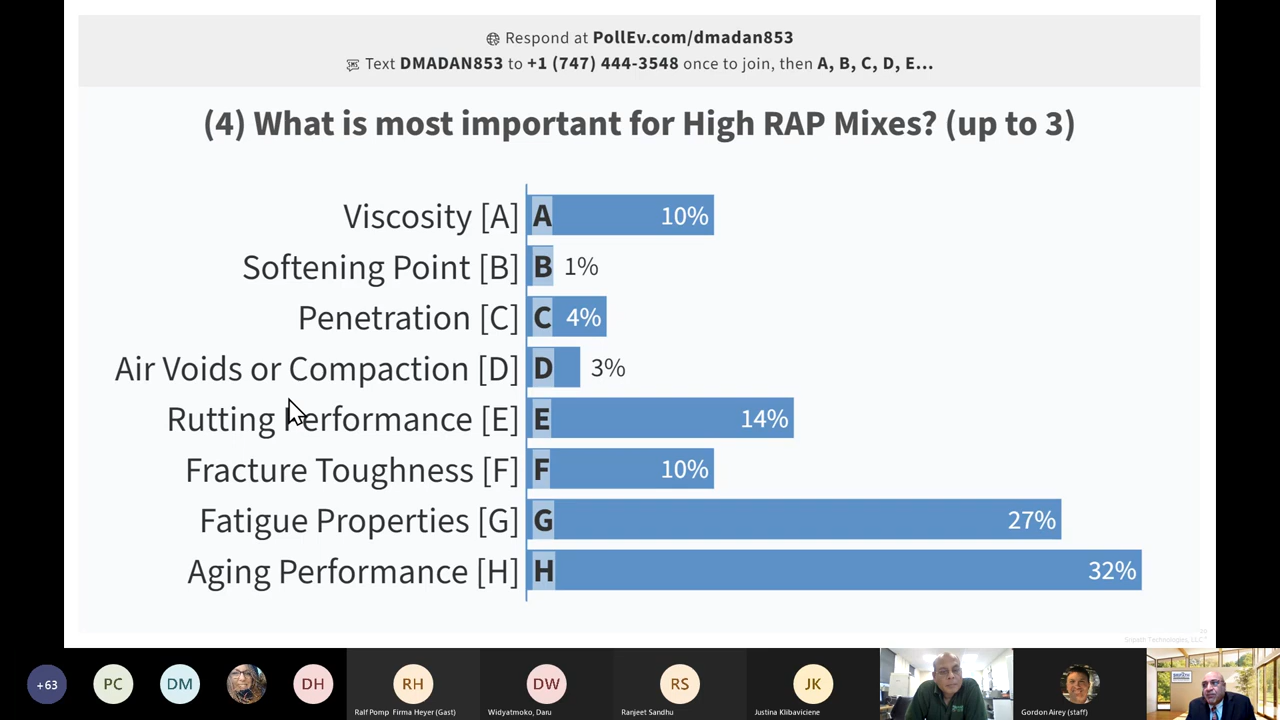 Respond at PollEv.com/dmadan853
Text DMADAN853 to +1 (747) 444-3548 once to join, then A, B, C, D, E...
(4) What is most important for High RAP Mixes? (up to 3)
Viscosity [A] A 10%
Softening Point [B] B 1%
Penetration [C] C 4%
Air Voids or Compaction [D] D 3%
Rutting Performance [E] E 14%
Fracture Toughness [F] F 10%
Fatigue Properties [G] G 27%
Aging Performance [H] H 32%
Sripath Technologies, LLC
+63 PC DM DH RH DW RS JK
Ralf Pomp Firma Heyer (Gast) Widyatmoko, Daru Ranjeet Sandhu Justina Klibaviciene Gordon Airey (staff)